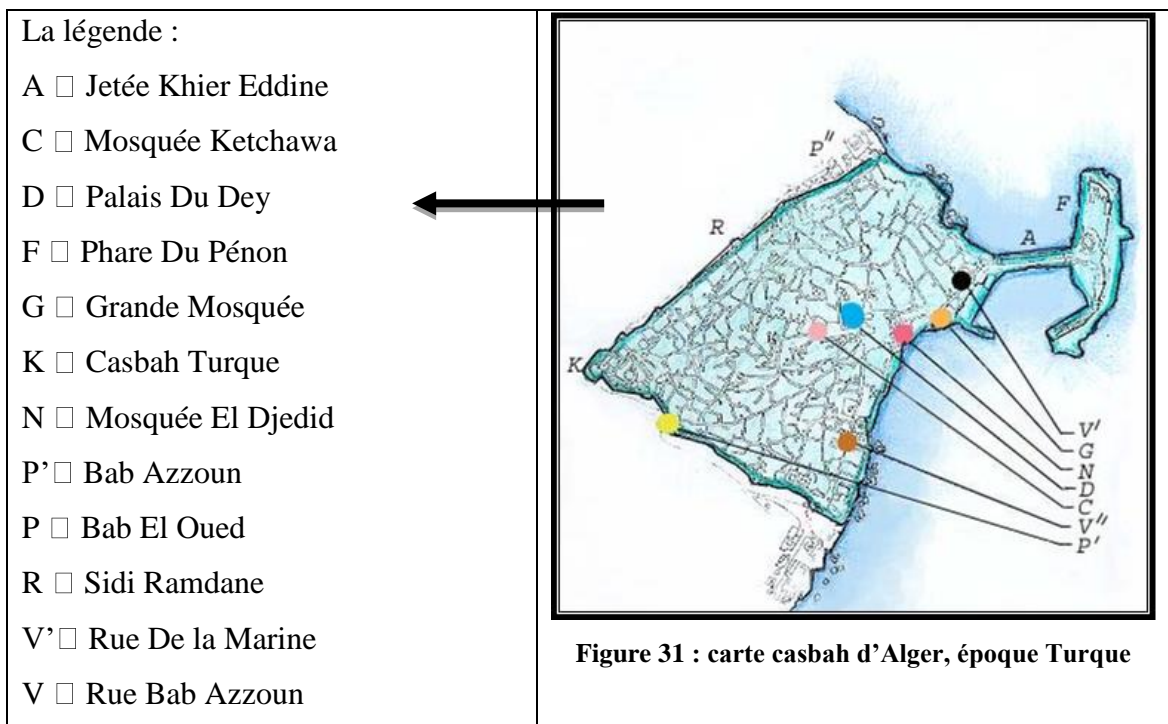 La légende :
A □ Jetée Khier Eddine
C □ Mosquée Ketchawa
D □ Palais Du Dey
F □ Phare Du Pénon
G □ Grande Mosquée
K □ Casbah Turque
N □ Mosquée El Djedid
P’□ Bab Azzoun
P □ Bab El Oued
R □ Sidi Ramdane
V’□ Rue De la Marine
V □ Rue Bab Azzoun
P"
R
F
A
K
V'
G
N
D
C
V"
P'
Figure 31 : carte casbah d’Alger, époque Turque